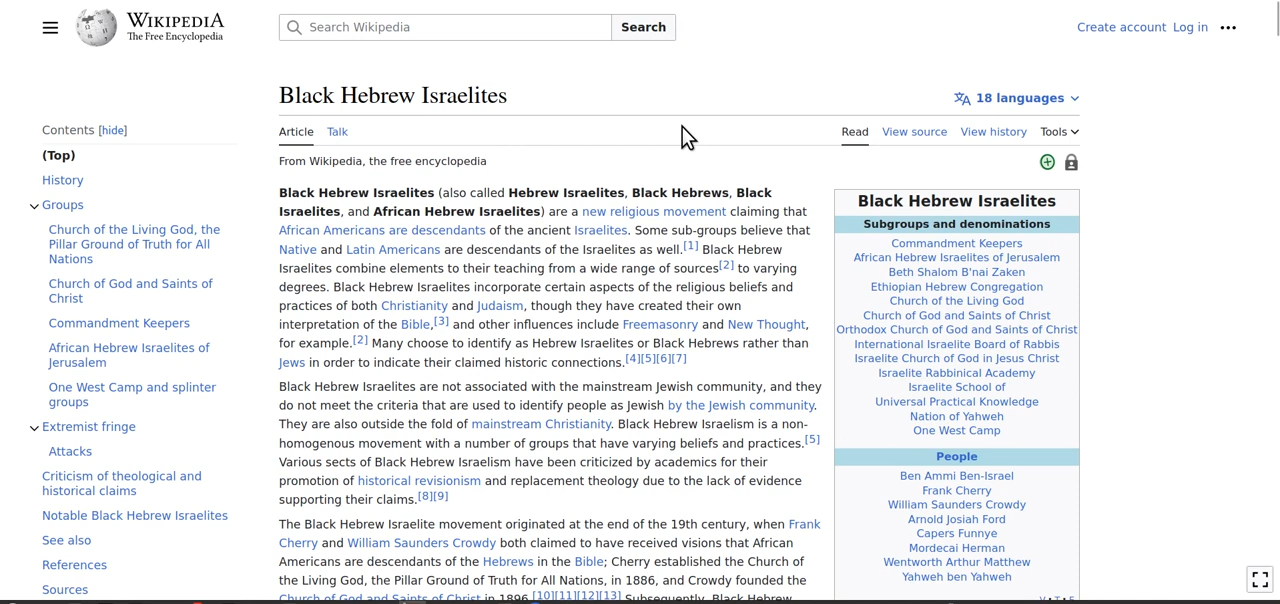 WIKIPEDIA
The Free Encyclopedia
Search Wikipedia
Search
Create account Log in
Black Hebrew Israelites
18 languages
Article Talk
Read View source View history Tools
From Wikipedia, the free encyclopedia
Contents [hide]
(Top)
History
Groups
Church of the Living God, the
Pillar Ground of Truth for All
Nations
Church of God and Saints of
Christ
Commandment Keepers
African Hebrew Israelites of
Jerusalem
One West Camp and splinter
groups
Extremist fringe
Attacks
Criticism of theological and
historical claims
Notable Black Hebrew Israelites
See also
References
Sources
Black Hebrew Israelites (also called Hebrew Israelites, Black Hebrews, Black
Israelites, and African Hebrew Israelites) are a new religious movement claiming that
African Americans are descendants of the ancient Israelites. Some sub-groups believe that
Native and Latin Americans are descendants of the Israelites as well.[1] Black Hebrew
Israelites combine elements to their teaching from a wide range of sources[2] to varying
degrees. Black Hebrew Israelites incorporate certain aspects of the religious beliefs and
practices of both Christianity and Judaism, though they have created their own
interpretation of the Bible,[3] and other influences include Freemasonry and New Thought,
for example.[2] Many choose to identify as Hebrew Israelites or Black Hebrews rather than
Jews in order to indicate their claimed historic connections.[4][5][6][7]
Black Hebrew Israelites are not associated with the mainstream Jewish community, and they
do not meet the criteria that are used to identify people as Jewish by the Jewish community.
They are also outside the fold of mainstream Christianity. Black Hebrew Israelism is a non-
homogenous movement with a number of groups that have varying beliefs and practices.[5]
Various sects of Black Hebrew Israelism have been criticized by academics for their
promotion of historical revisionism and replacement theology due to the lack of evidence
supporting their claims.[8][9]
The Black Hebrew Israelite movement originated at the end of the 19th century, when Frank
Cherry and William Saunders Crowdy both claimed to have received visions that African
Americans are descendants of the Hebrews in the Bible; Cherry established the Church of
the Living God, the Pillar Ground of Truth for All Nations, in 1886, and Crowdy founded the
Church of God and Saints of Christ in 1896.[10][11][12][13] Subsequently, Black Hebrew
Black Hebrew Israelites
Subgroups and denominations
Commandment Keepers
African Hebrew Israelites of Jerusalem
Beth Shalom B'nai Zaken
Ethiopian Hebrew Congregation
Church of the Living God
Church of God and Saints of Christ
Orthodox Church of God and Saints of Christ
International Israelite Board of Rabbis
Israelite Church of God in Jesus Christ
Israelite Rabbinical Academy
Israelite School of
Universal Practical Knowledge
Nation of Yahweh
One West Camp
People
Ben Ammi Ben-Israel
Frank Cherry
William Saunders Crowdy
Arnold Josiah Ford
Capers Funnye
Mordecai Herman
Wentworth Arthur Matthew
Yahweh ben Yahweh
V • T • E